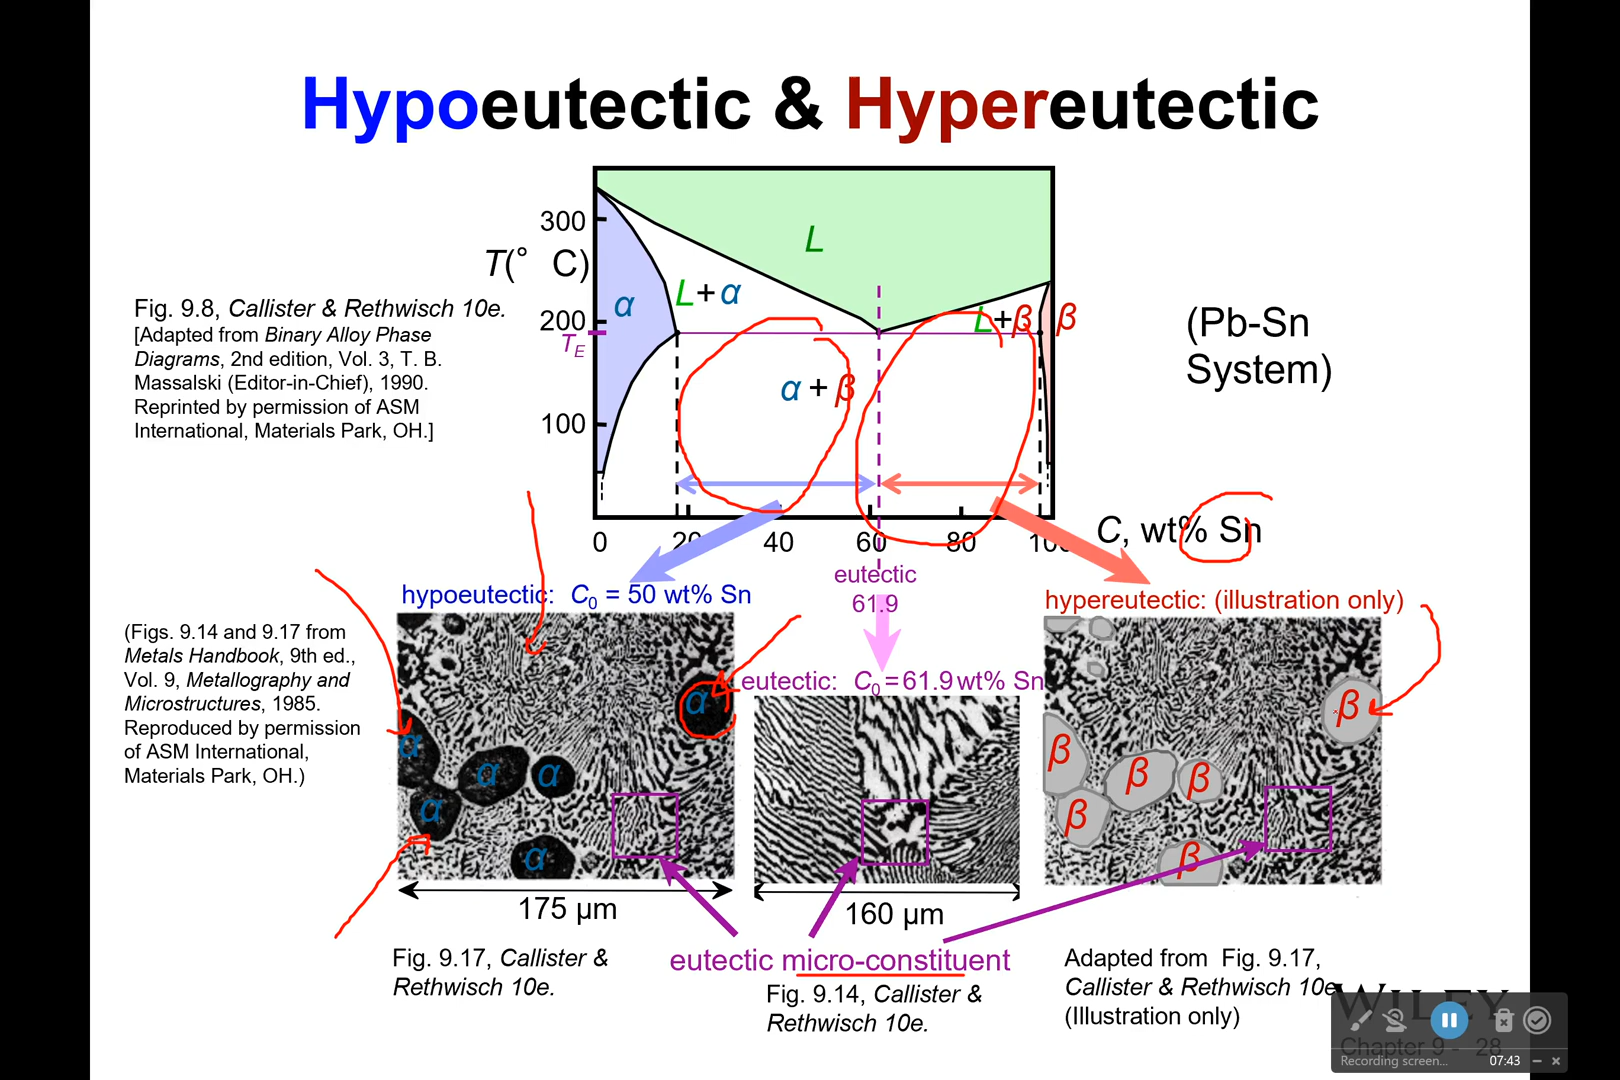 Hypoeutectic & Hypereutectic
300
T(° C)
L
L+α
α
200
TE
L+β
β
α + β
100
(Pb-Sn
System)
Fig. 9.8, Callister & Rethwisch 10e.
[Adapted from Binary Alloy Phase
Diagrams, 2nd edition, Vol. 3, T. B.
Massalski (Editor-in-Chief), 1990.
Reprinted by permission of ASM
International, Materials Park, OH.]
C, wt% Sn
0 20 40 60 80 100
eutectic
61.9
hypoeutectic: C0 = 50 wt% Sn
hypereutectic: (illustration only)
(Figs. 9.14 and 9.17 from
Metals Handbook, 9th ed.,
Vol. 9, Metallography and
Microstructures, 1985.
Reproduced by permission
of ASM International,
Materials Park, OH.)
eutectic: C0=61.9wt% Sn
α
α
α
α
α
α
β
β
β
β
β
β
175 μm
160 μm
eutectic micro-constituent
Fig. 9.17, Callister &
Rethwisch 10e.
Fig. 9.14, Callister &
Rethwisch 10e.
Adapted from Fig. 9.17,
Callister & Rethwisch 10e.
(Illustration only)
WILEY
Chapter 9 - 28
Recording screen...
07:43